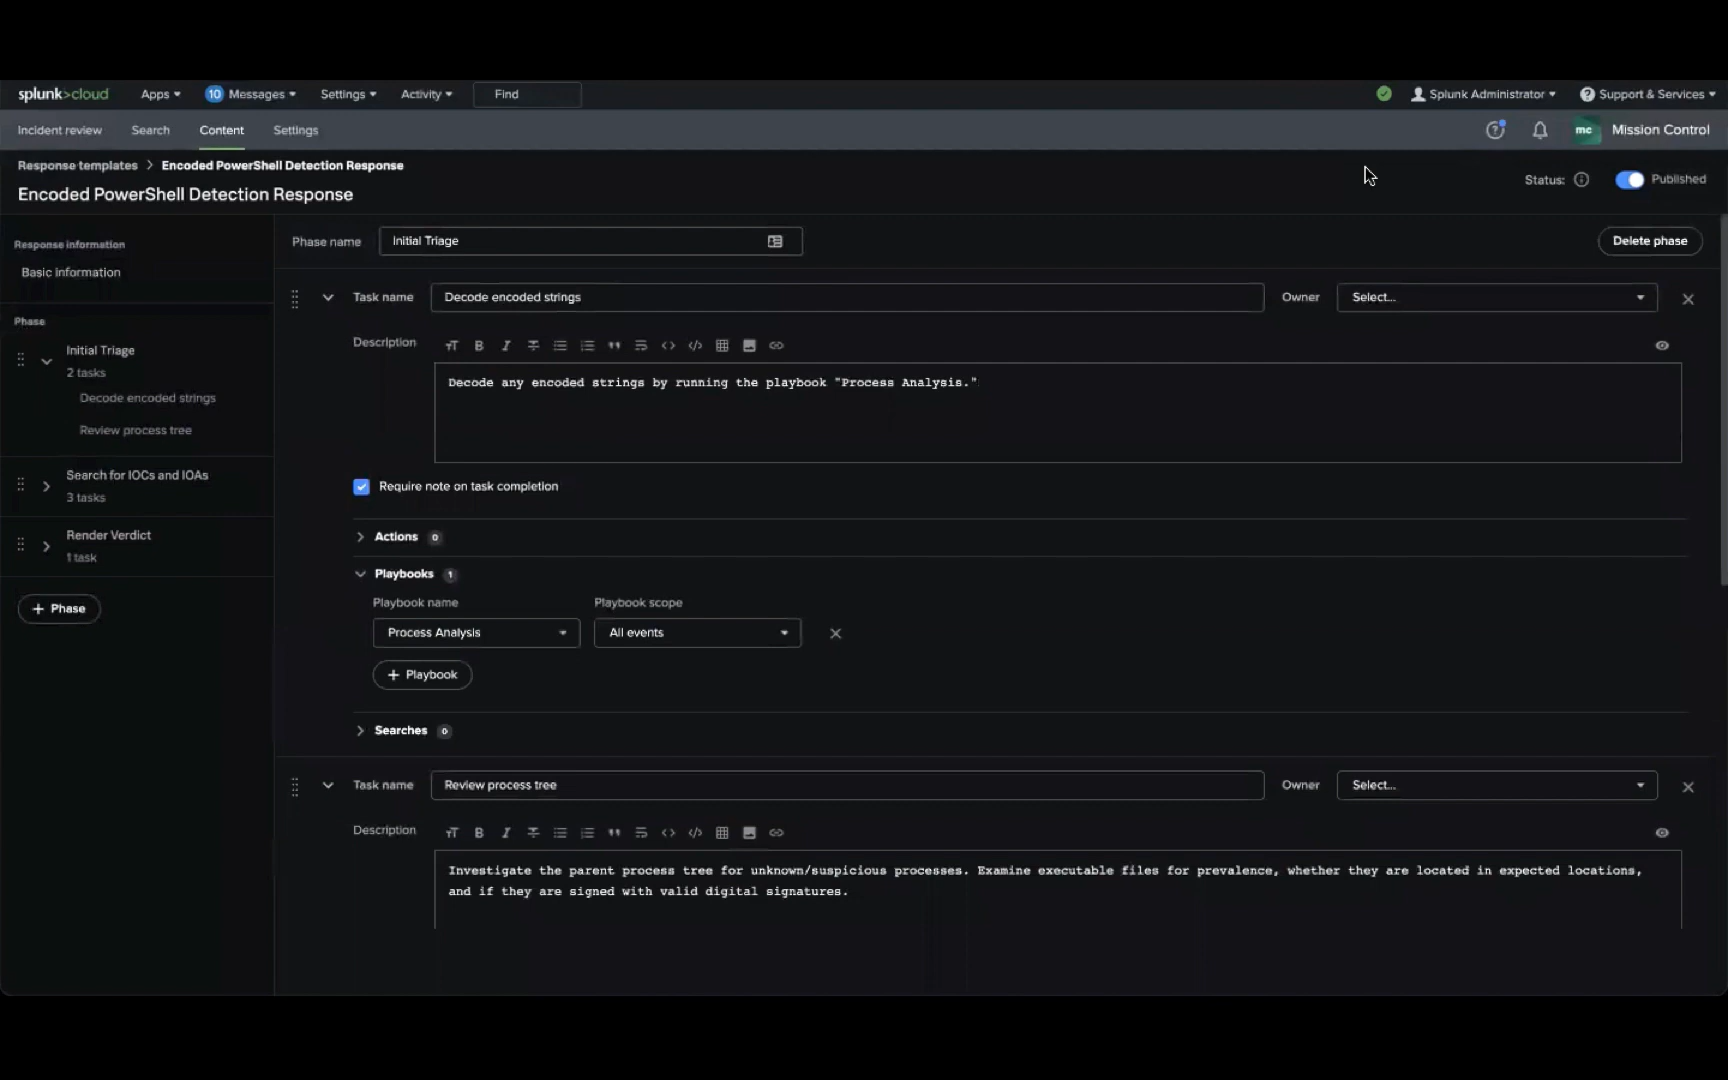 splunk>cloud Apps 10 Messages Settings Activity Find Splunk Administrator ? Support & Services
Incident review Search Content Settings ? mc Mission Control
Response templates > Encoded PowerShell Detection Response
Encoded PowerShell Detection Response
Status: Published
Response information
Basic information
Phase
Initial Triage
2 tasks
Decode encoded strings
Review process tree
Search for IOCs and IOAs
3 tasks
Render Verdict
1 task
+ Phase
Phase name Initial Triage Delete phase
Task name Decode encoded strings Owner Select...
Description
Decode any encoded strings by running the playbook "Process Analysis."
Require note on task completion
Actions 0
Playbooks 1
Playbook name Playbook scope
Process Analysis All events
+ Playbook
Searches 0
Task name Review process tree Owner Select...
Description
Investigate the parent process tree for unknown/suspicious processes. Examine executable files for prevalence, whether they are located in expected locations,
and if they are signed with valid digital signatures.